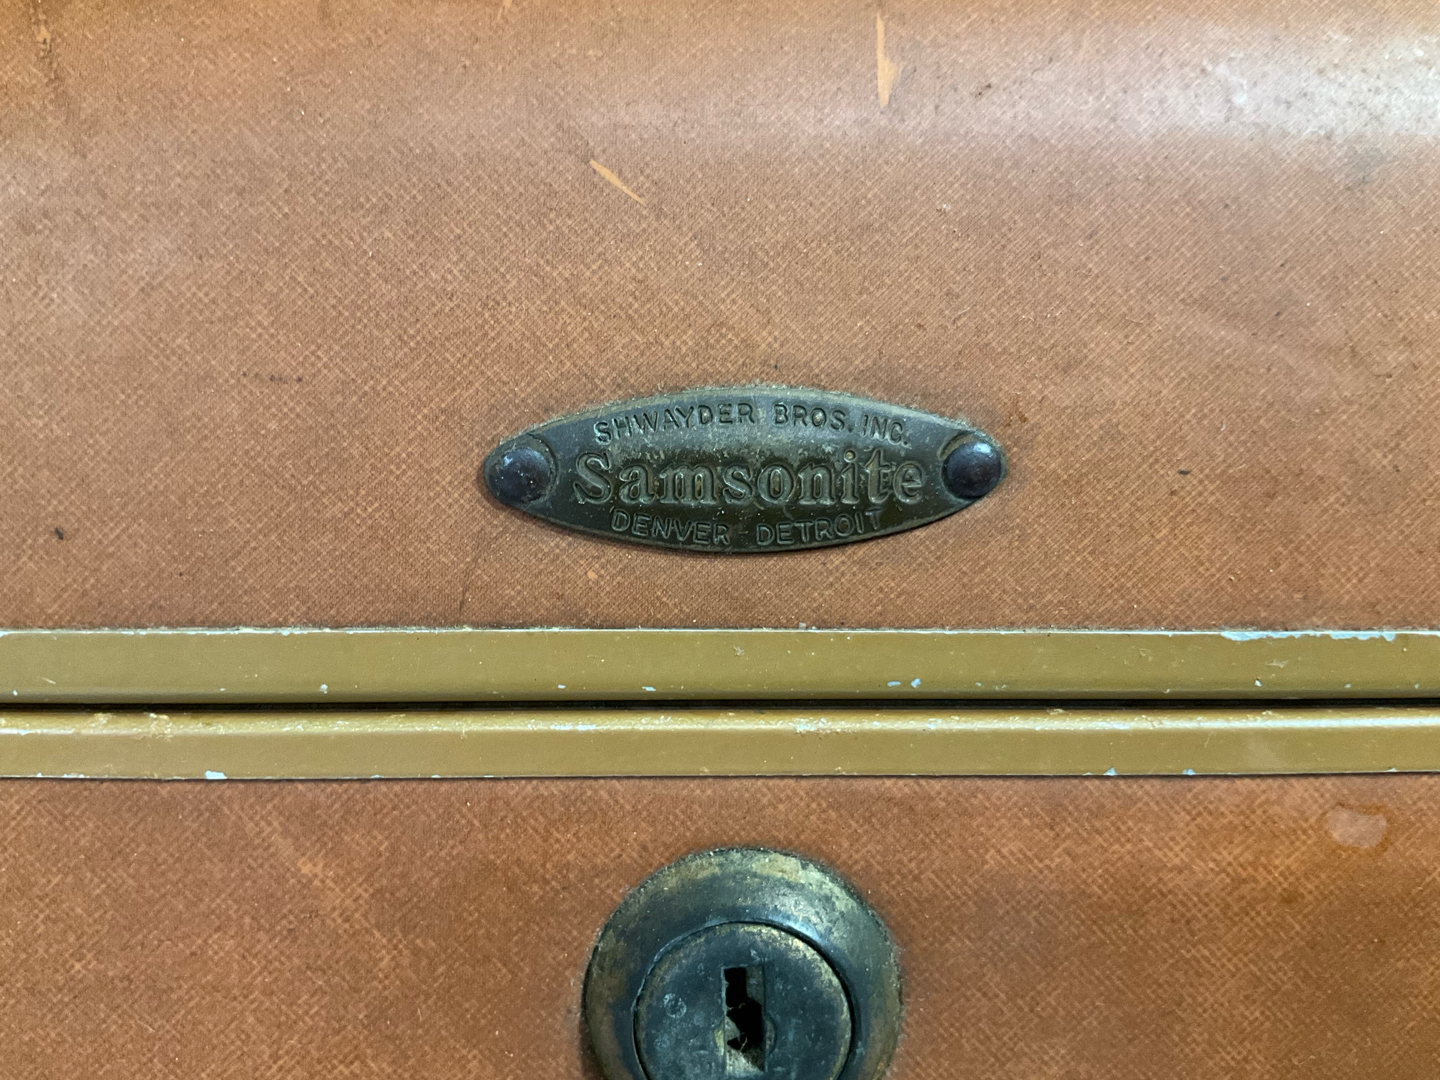 SHWAYDER BROS. INC.
Samsonite
DENVER - DETROIT